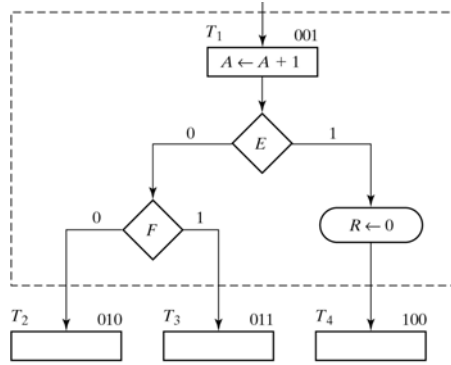 T1 001
A ← A + 1
0 E 1
0 F 1 R ← 0
T2 010 T3 011 T4 100